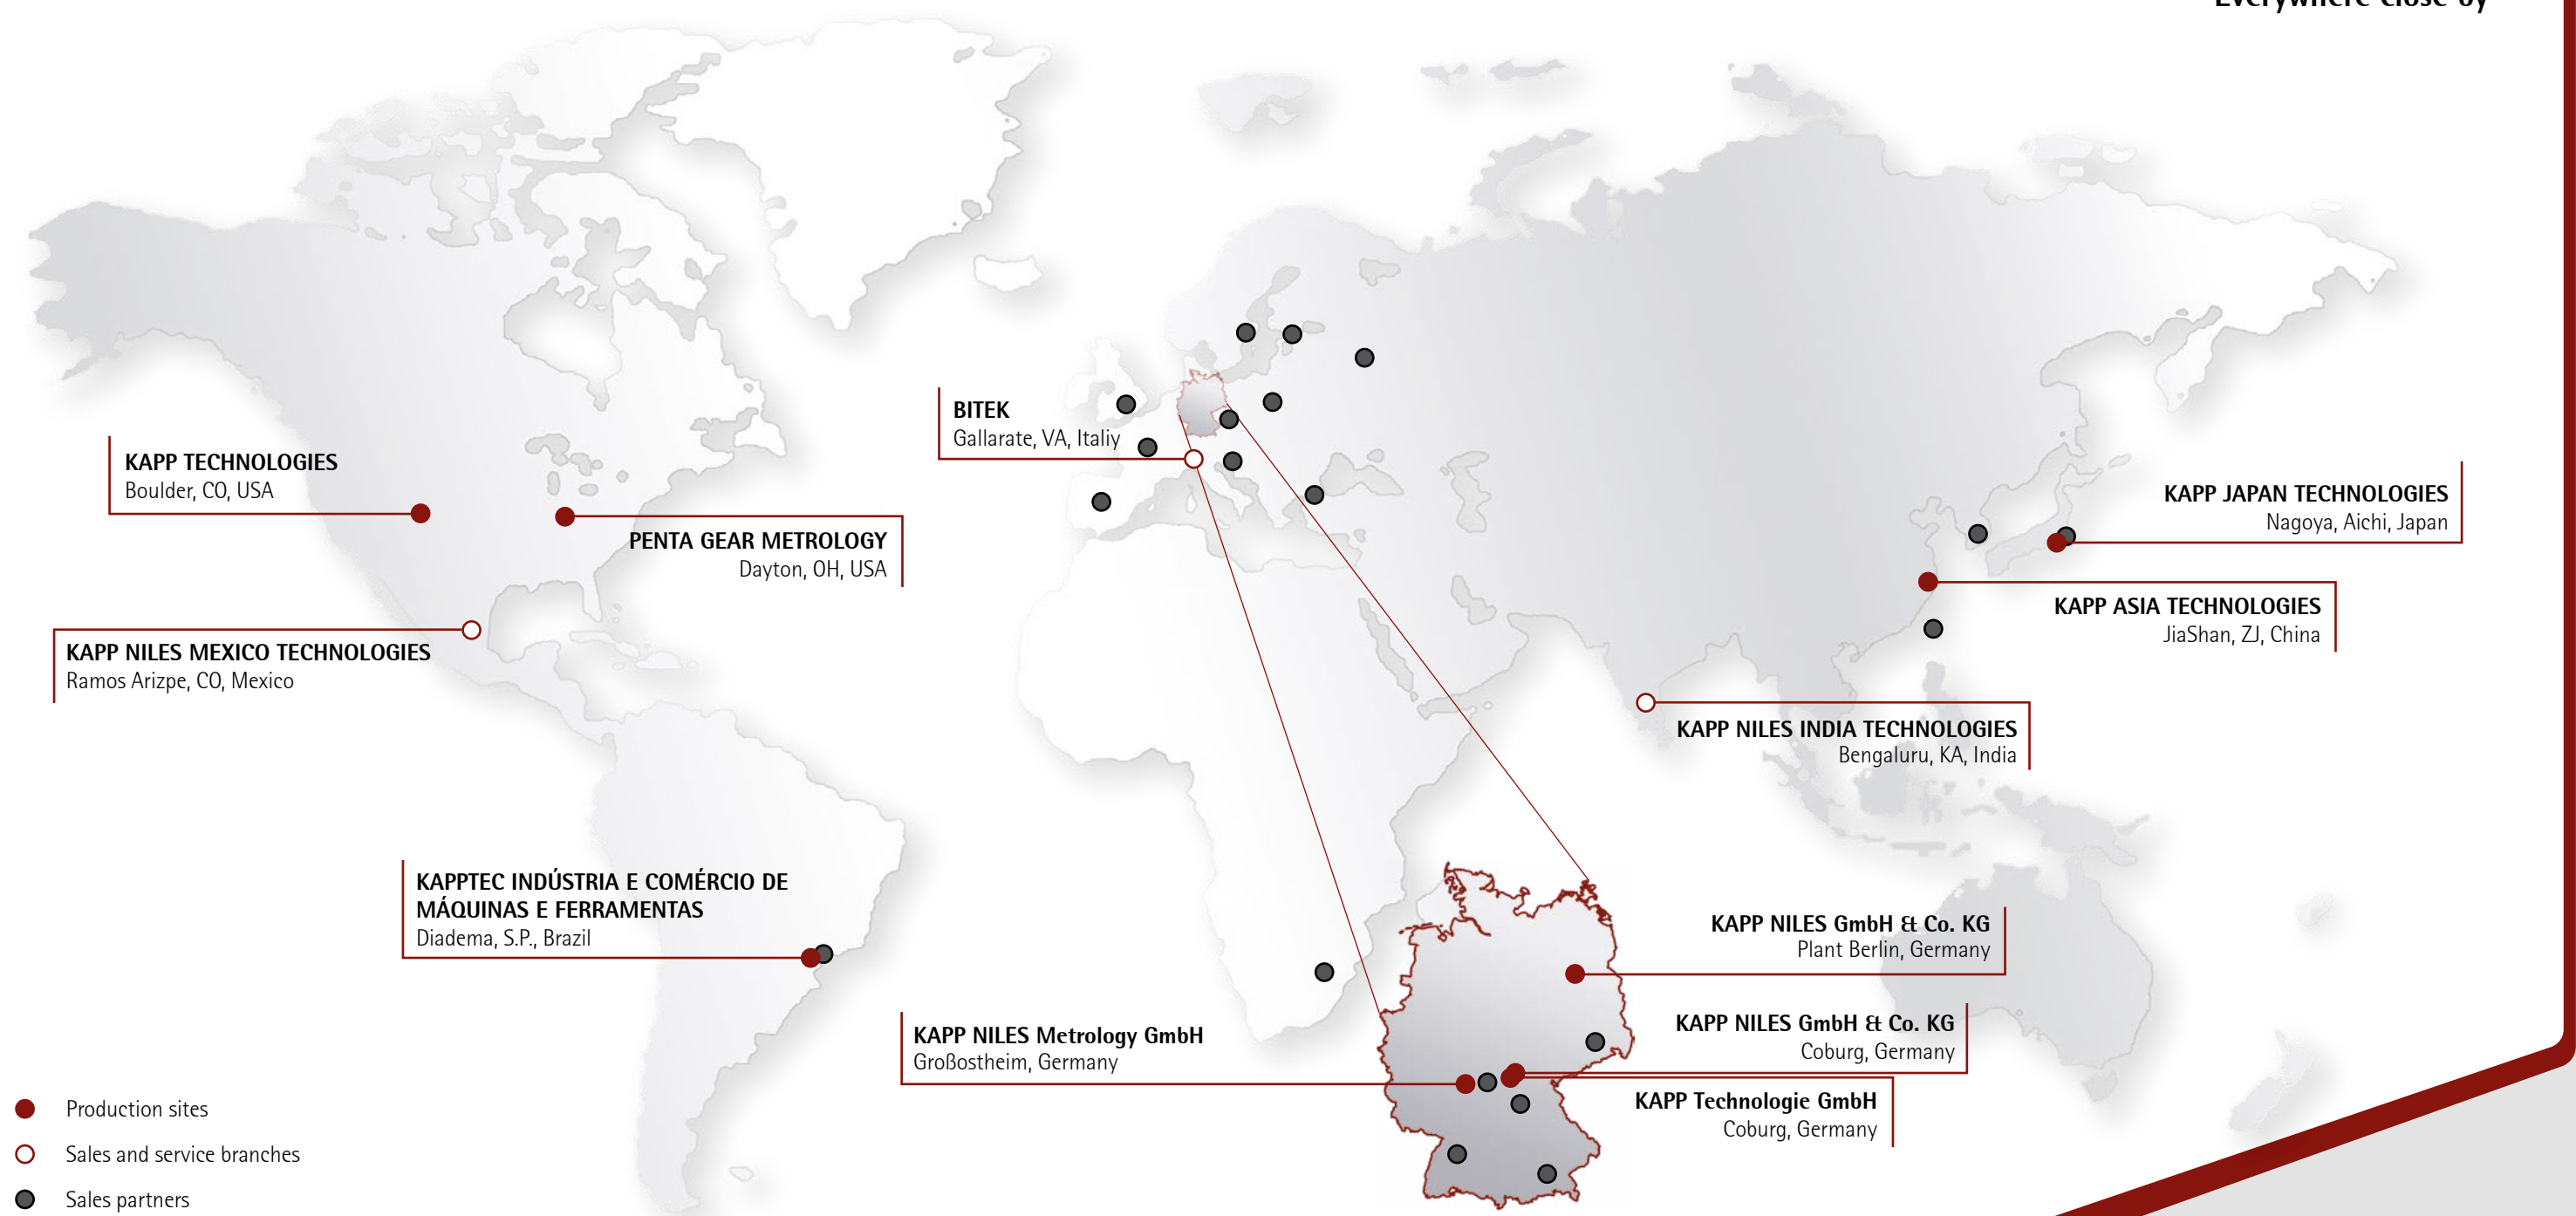 Everywhere close by
BITEK
Gallarate, VA, Italiy
KAPP TECHNOLOGIES
Boulder, CO, USA
KAPP JAPAN TECHNOLOGIES
Nagoya, Aichi, Japan
PENTA GEAR METROLOGY
Dayton, OH, USA
KAPP ASIA TECHNOLOGIES
JiaShan, ZJ, China
KAPP NILES MEXICO TECHNOLOGIES
Ramos Arizpe, CO, Mexico
KAPP NILES INDIA TECHNOLOGIES
Bengaluru, KA, India
KAPPTEC INDÚSTRIA E COMÉRCIO DE
MÁQUINAS E FERRAMENTAS
Diadema, S.P., Brazil
KAPP NILES GmbH & Co. KG
Plant Berlin, Germany
KAPP NILES GmbH & Co. KG
Coburg, Germany
KAPP NILES Metrology GmbH
Großostheim, Germany
KAPP Technologie GmbH
Coburg, Germany
Production sites
Sales and service branches
Sales partners